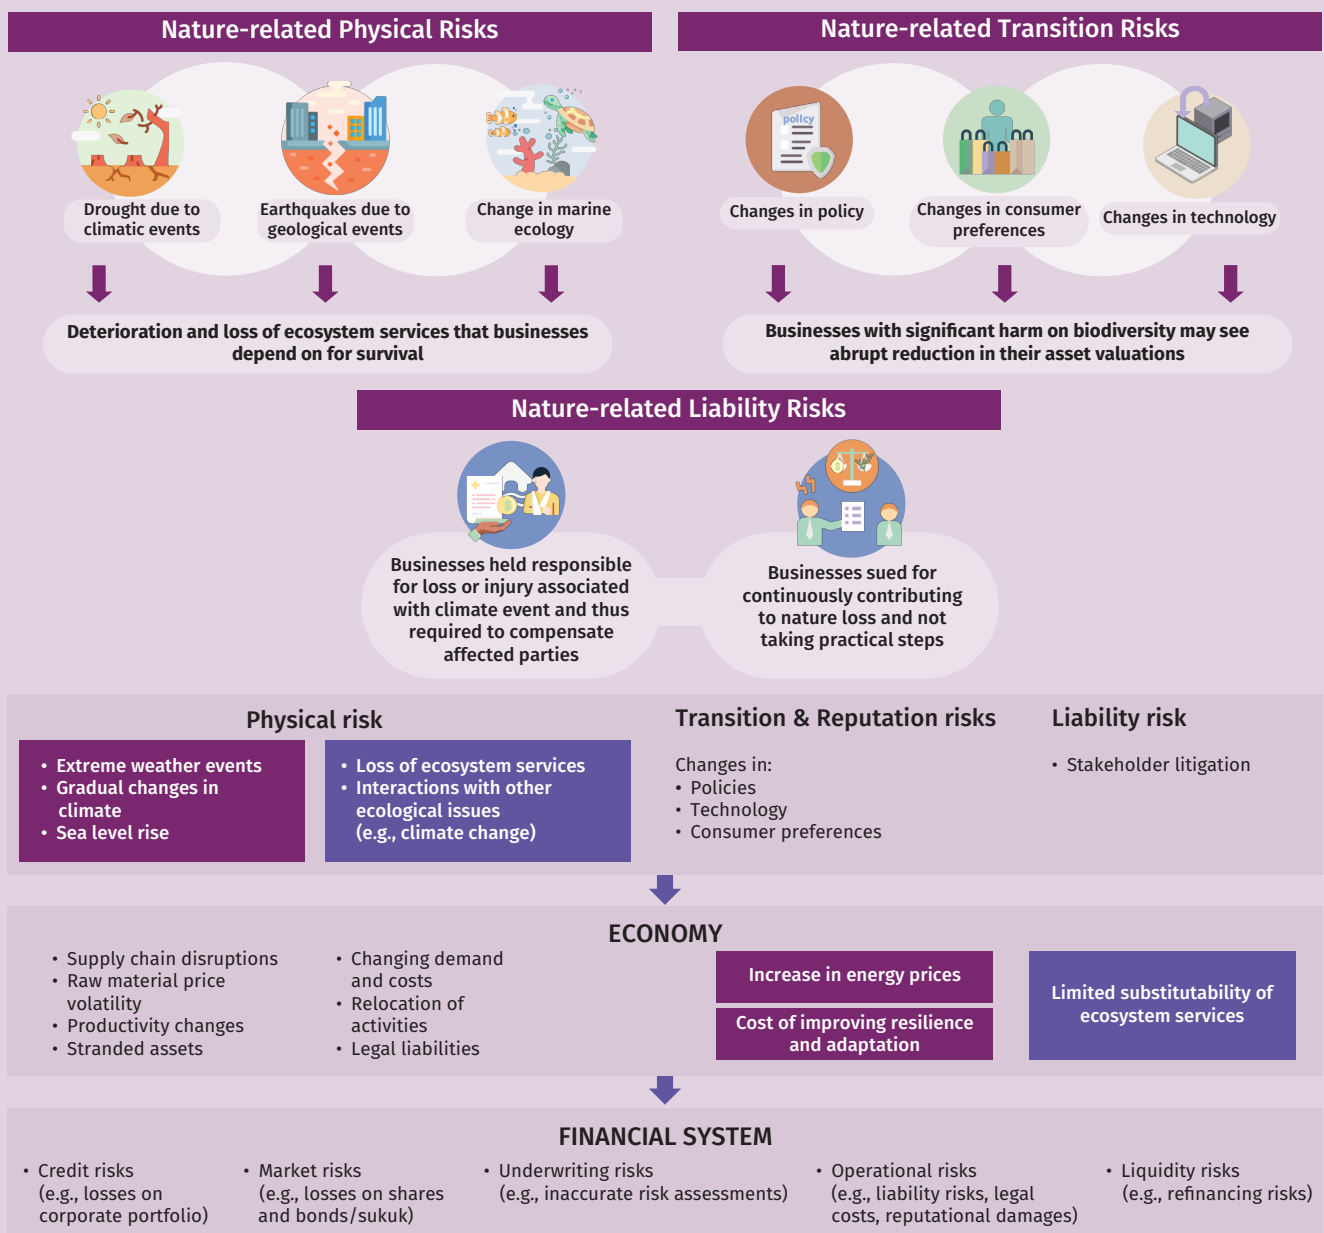 Nature-related Physical Risks
Drought due to
climatic events
Earthquakes due to
geological events
Change in marine
ecology
Deterioration and loss of ecosystem services that businesses
depend on for survival
Nature-related Transition Risks
policy
Changes in policy
Changes in consumer
preferences
Changes in technology
Businesses with significant harm on biodiversity may see
abrupt reduction in their asset valuations
Nature-related Liability Risks
$
Businesses held responsible
for loss or injury associated
with climate event and thus
required to compensate
affected parties
$
Businesses sued for
continuously contributing
to nature loss and not
taking practical steps
Physical risk
• Extreme weather events
• Gradual changes in
climate
• Sea level rise
• Loss of ecosystem services
• Interactions with other
ecological issues
(e.g., climate change)
Transition & Reputation risks
Changes in:
• Policies
• Technology
• Consumer preferences
Liability risk
• Stakeholder litigation
ECONOMY
• Supply chain disruptions
• Raw material price
volatility
• Productivity changes
• Stranded assets
• Changing demand
and costs
• Relocation of
activities
• Legal liabilities
Increase in energy prices
Cost of improving resilience
and adaptation
Limited substitutability of
ecosystem services
FINANCIAL SYSTEM
• Credit risks
(e.g., losses on
corporate portfolio)
• Market risks
(e.g., losses on shares
and bonds/sukuk)
• Underwriting risks
(e.g., inaccurate risk assessments)
• Operational risks
(e.g., liability risks, legal
costs, reputational damages)
• Liquidity risks
(e.g., refinancing risks)